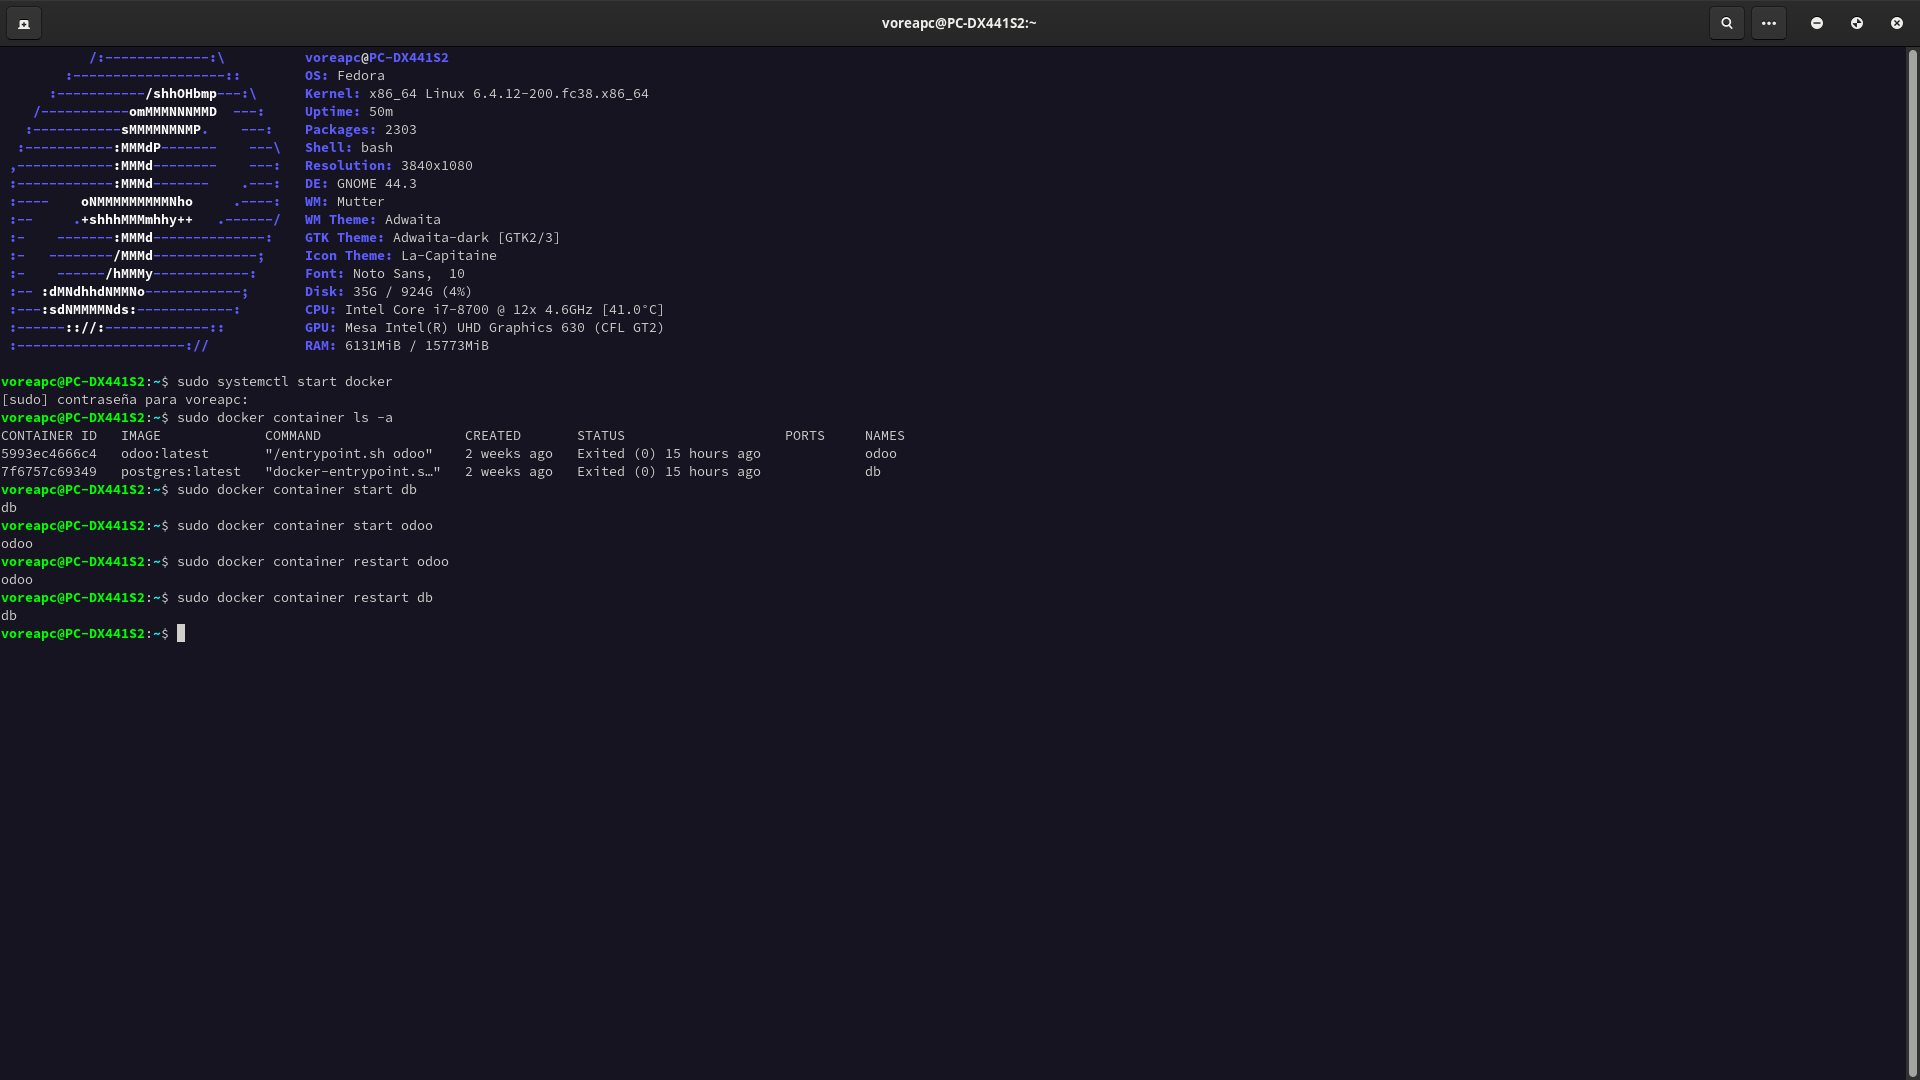 voreapc@PC-DX441S2:~
/:-------------:\          voreapc@PC-DX441S2
:-------------------::        OS: Fedora
:-----------/shhOHbmp---:\      Kernel: x86_64 Linux 6.4.12-200.fc38.x86_64
/-----------omMMMNNNMMD  ---:     Uptime: 50m
:-----------sMMMMNMNMP.    ---:    Packages: 2303
:-----------:MMMdP-------    ---\   Shell: bash
,------------:MMMd--------    ---:   Resolution: 3840x1080
:------------:MMMd-------    .---:   DE: GNOME 44.3
:----    oNMMMMMMMMMNho     .----:   WM: Mutter
:--     .+shhhMMMmhhy++   .------/   WM Theme: Adwaita
:-    -------:MMMd--------------:    GTK Theme: Adwaita-dark [GTK2/3]
:-   --------/MMMd-------------;     Icon Theme: La-Capitaine
:-    ------/hMMMy------------:      Font: Noto Sans,  10
:-- :dMNdhhdNMMNo------------;       Disk: 35G / 924G (4%)
:---:sdNMMMMNds:------------:        CPU: Intel Core i7-8700 @ 12x 4.6GHz [41.0°C]
:------:://:-------------::          GPU: Mesa Intel(R) UHD Graphics 630 (CFL GT2)
:---------------------://            RAM: 6131MiB / 15773MiB
voreapc@PC-DX441S2:~$ sudo systemctl start docker
[sudo] contraseña para voreapc:
voreapc@PC-DX441S2:~$ sudo docker container ls -a
CONTAINER ID   IMAGE             COMMAND                  CREATED       STATUS                    PORTS     NAMES
5993ec4666c4   odoo:latest       "/entrypoint.sh odoo"    2 weeks ago   Exited (0) 15 hours ago             odoo
7f6757c69349   postgres:latest   "docker-entrypoint.s…"   2 weeks ago   Exited (0) 15 hours ago             db
voreapc@PC-DX441S2:~$ sudo docker container start db
db
voreapc@PC-DX441S2:~$ sudo docker container start odoo
odoo
voreapc@PC-DX441S2:~$ sudo docker container restart odoo
odoo
voreapc@PC-DX441S2:~$ sudo docker container restart db
db
voreapc@PC-DX441S2:~$